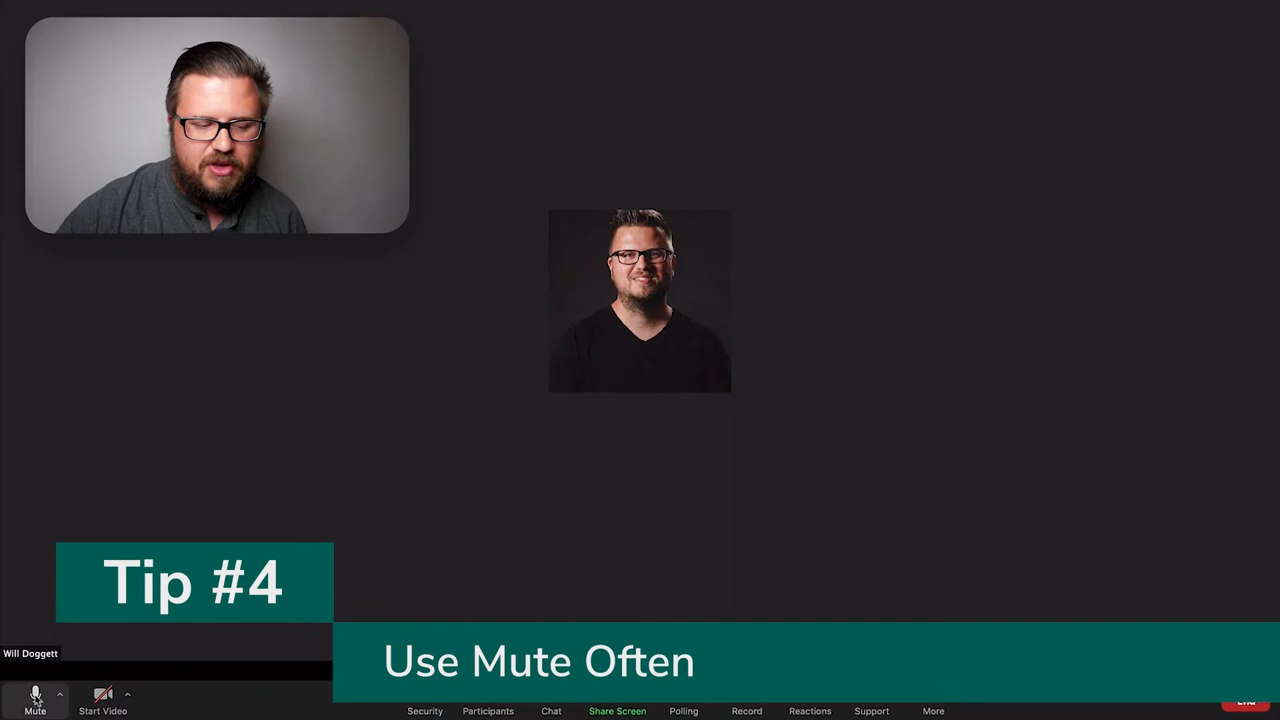 Tip #4
Use Mute Often
Will Doggett
Mute
Start Video
Security
Participants
Chat
Share Screen
Polling
Record
Reactions
Support
More
End